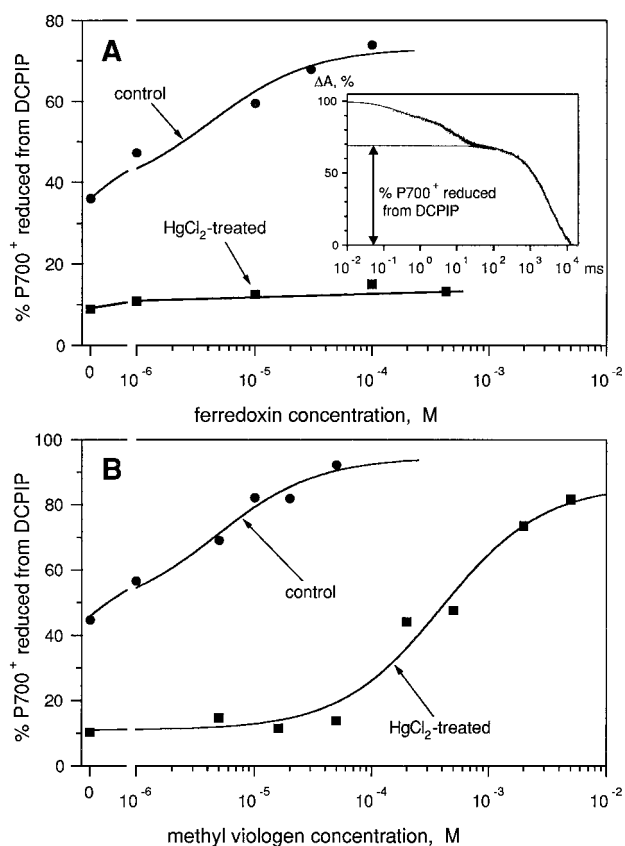 A
% P700⁺ reduced from DCPIP
80
60
40
20
0
control
HgCl₂-treated
ΔA, %
100
50
0
% P700⁺ reduced
from DCPIP
10⁻² 10⁻¹ 10⁰ 10¹ 10² 10³ 10⁴ ms
0 10⁻⁶ 10⁻⁵ 10⁻⁴ 10⁻³ 10⁻²
ferredoxin concentration, M
B
% P700⁺ reduced from DCPIP
100
80
60
40
20
0
control
HgCl₂-treated
0 10⁻⁶ 10⁻⁵ 10⁻⁴ 10⁻³ 10⁻²
methyl viologen concentration, M